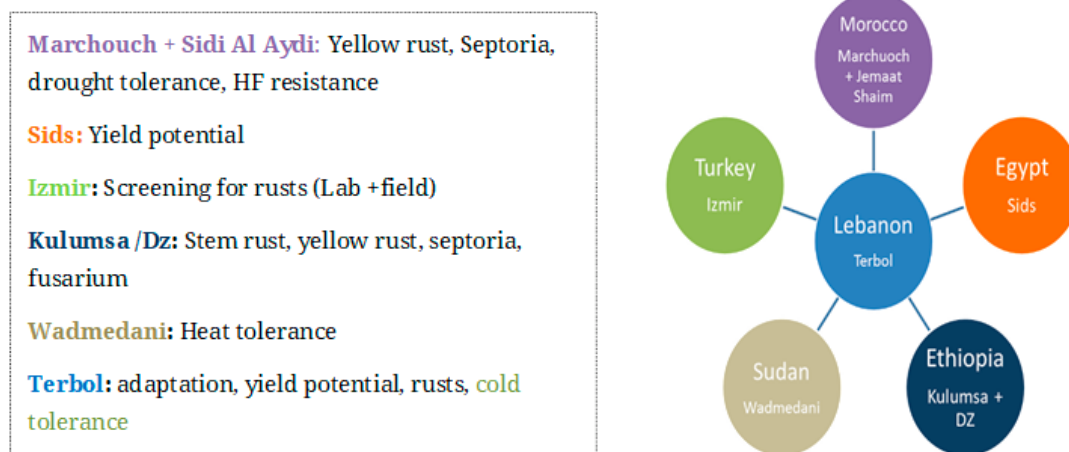 Marchouch + Sidi Al Aydi: Yellow rust, Septoria,
drought tolerance, HF resistance
Sids: Yield potential
Izmir: Screening for rusts (Lab +field)
Kulumsa /Dz: Stem rust, yellow rust, septoria,
fusarium
Wadmedani: Heat tolerance
Terbol: adaptation, yield potential, rusts, cold
tolerance
Morocco
Marchuoch
+ Jemaat
Shaim
Turkey
Izmir
Egypt
Sids
Lebanon
Terbol
Sudan
Wadmedani
Ethiopia
Kulumsa +
DZ